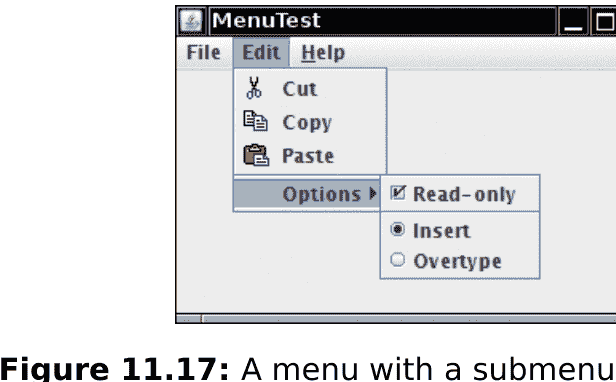 MenuTest
File Edit Help
Cut
Copy
Paste
Options Read-only
Insert
Overtype
Figure 11.17: A menu with a submenu